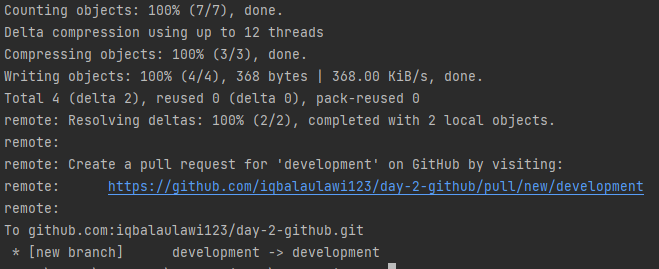 Counting objects: 100% (7/7), done.
Delta compression using up to 12 threads
Compressing objects: 100% (3/3), done.
Writing objects: 100% (4/4), 368 bytes | 368.00 KiB/s, done.
Total 4 (delta 2), reused 0 (delta 0), pack-reused 0
remote: Resolving deltas: 100% (2/2), completed with 2 local objects.
remote:
remote: Create a pull request for 'development' on GitHub by visiting:
remote:      https://github.com/iqbalaulawi123/day-2-github/pull/new/development
remote:
To github.com:iqbalaulawi123/day-2-github.git
 * [new branch]      development -> development